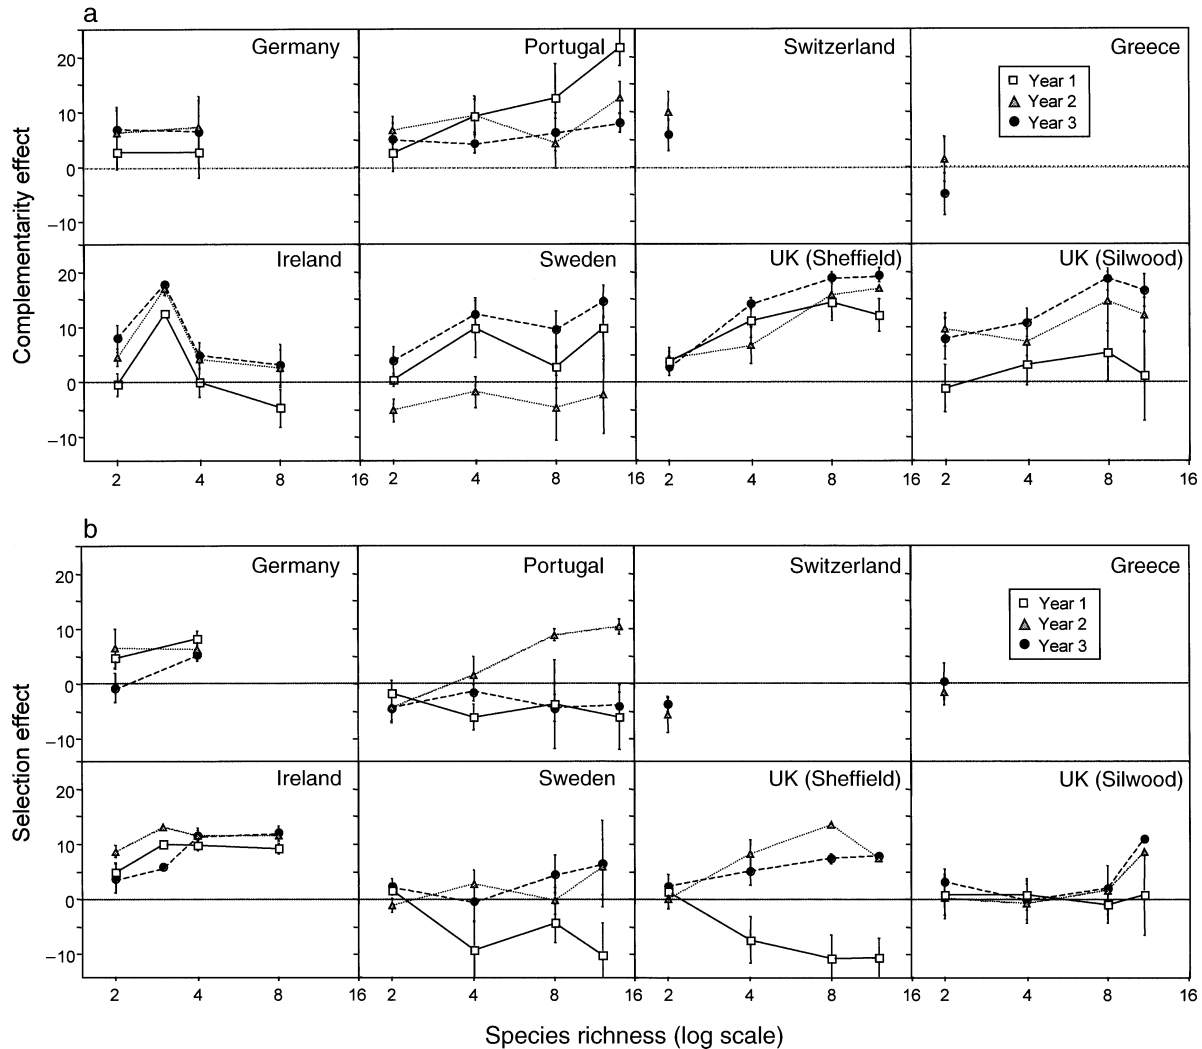 a
Germany Portugal Switzerland Greece
Year 1
Year 2
Year 3
20
10
0
−10
Complementarity effect
Ireland Sweden UK (Sheffield) UK (Silwood)
20
10
0
−10
2 4 8 16 2 4 8 16 2 4 8 16 2 4 8 16
b
Germany Portugal Switzerland Greece
Year 1
Year 2
Year 3
20
10
0
−10
Selection effect
Ireland Sweden UK (Sheffield) UK (Silwood)
20
10
0
−10
2 4 8 2 4 8 16 2 4 8 16 2 4 8 16
Species richness (log scale)